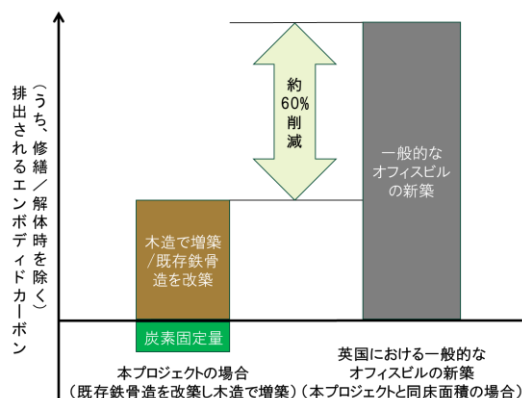 （うち、修繕／解体時を除く）
排出されるエンボディドカーボン
約
60%
削
減
一般的な
オフィスビル
の新築
木造で増築
/既存鉄骨
造を改築
炭素固定量
本プロジェクトの場合
（既存鉄骨造を改築し木造で増築）
英国における一般的な
オフィスビルの新築
（本プロジェクトと同床面積の場合）